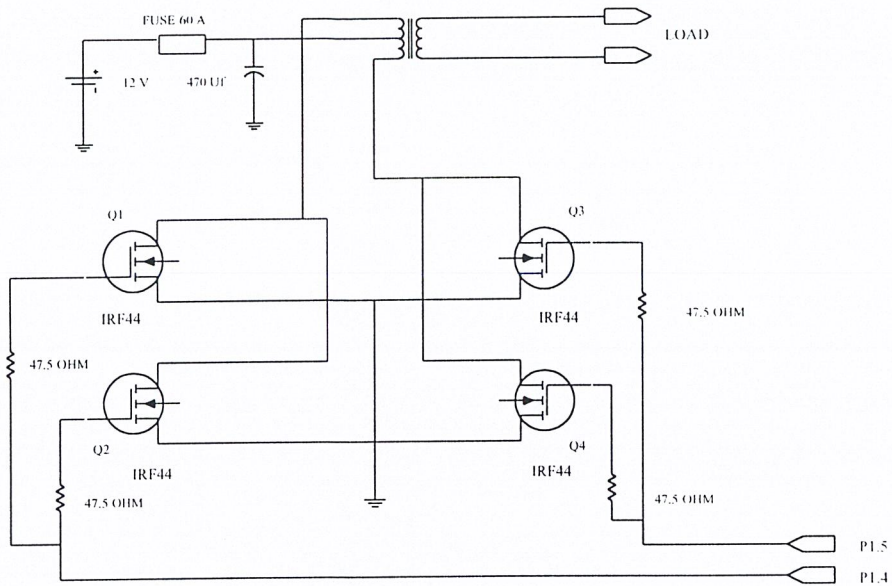 FUSE 60 A
LOAD
12 V
470 Uf
Q1
Q3
IRF44
IRF44
47.5 OHM
47.5 OHM
Q2
Q4
IRF44
IRF44
47.5 OHM
47.5 OHM
P1.5
P1.4